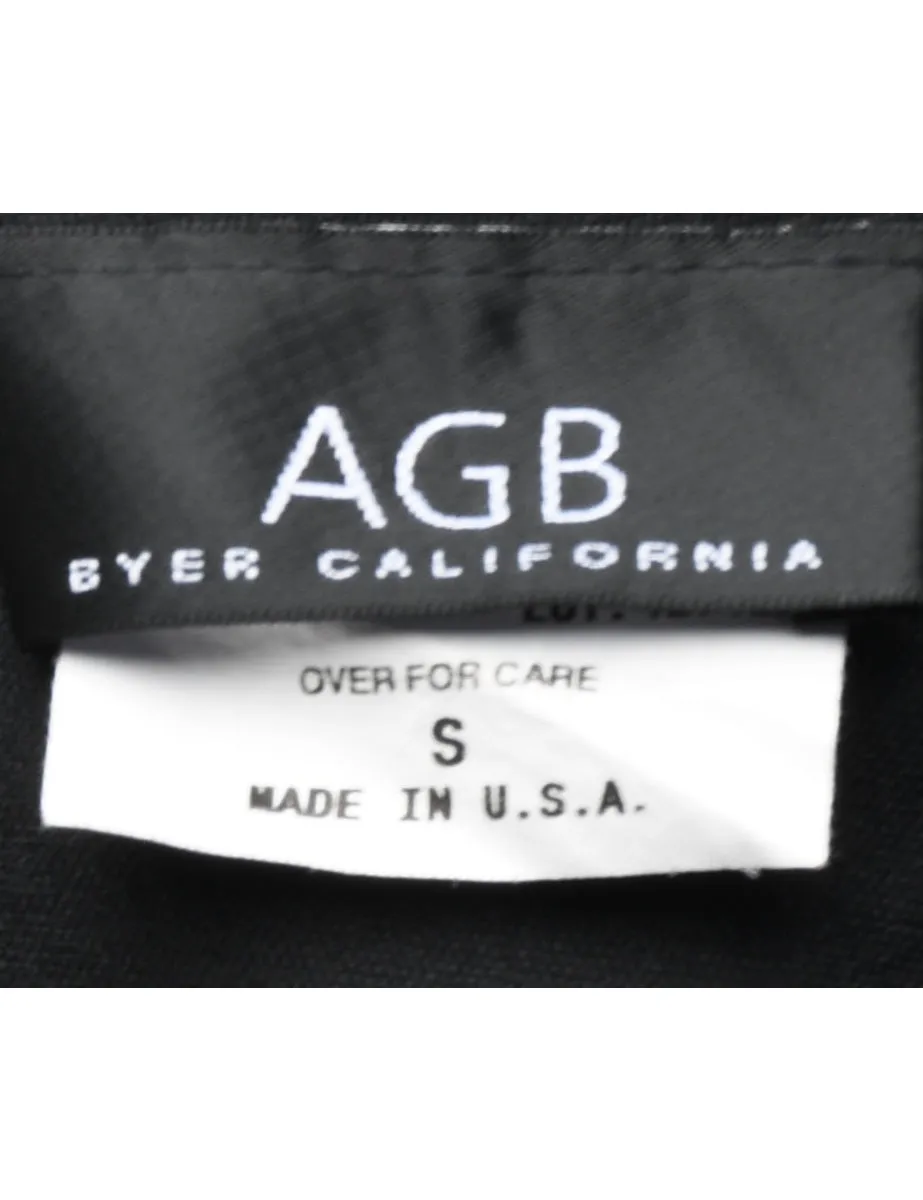 AGB
BYER CALIFORNIA
OVER FOR CARE
S
MADE IN U.S.A.